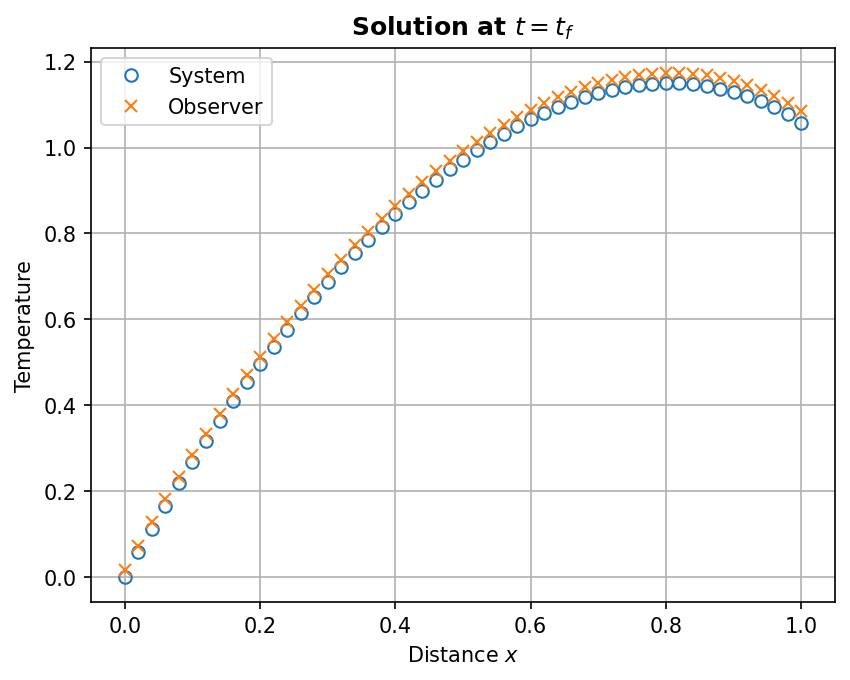 Solution at t = t_f
System
Observer
Temperature
1.2
1.0
0.8
0.6
0.4
0.2
0.0
0.0 0.2 0.4 0.6 0.8 1.0
Distance x